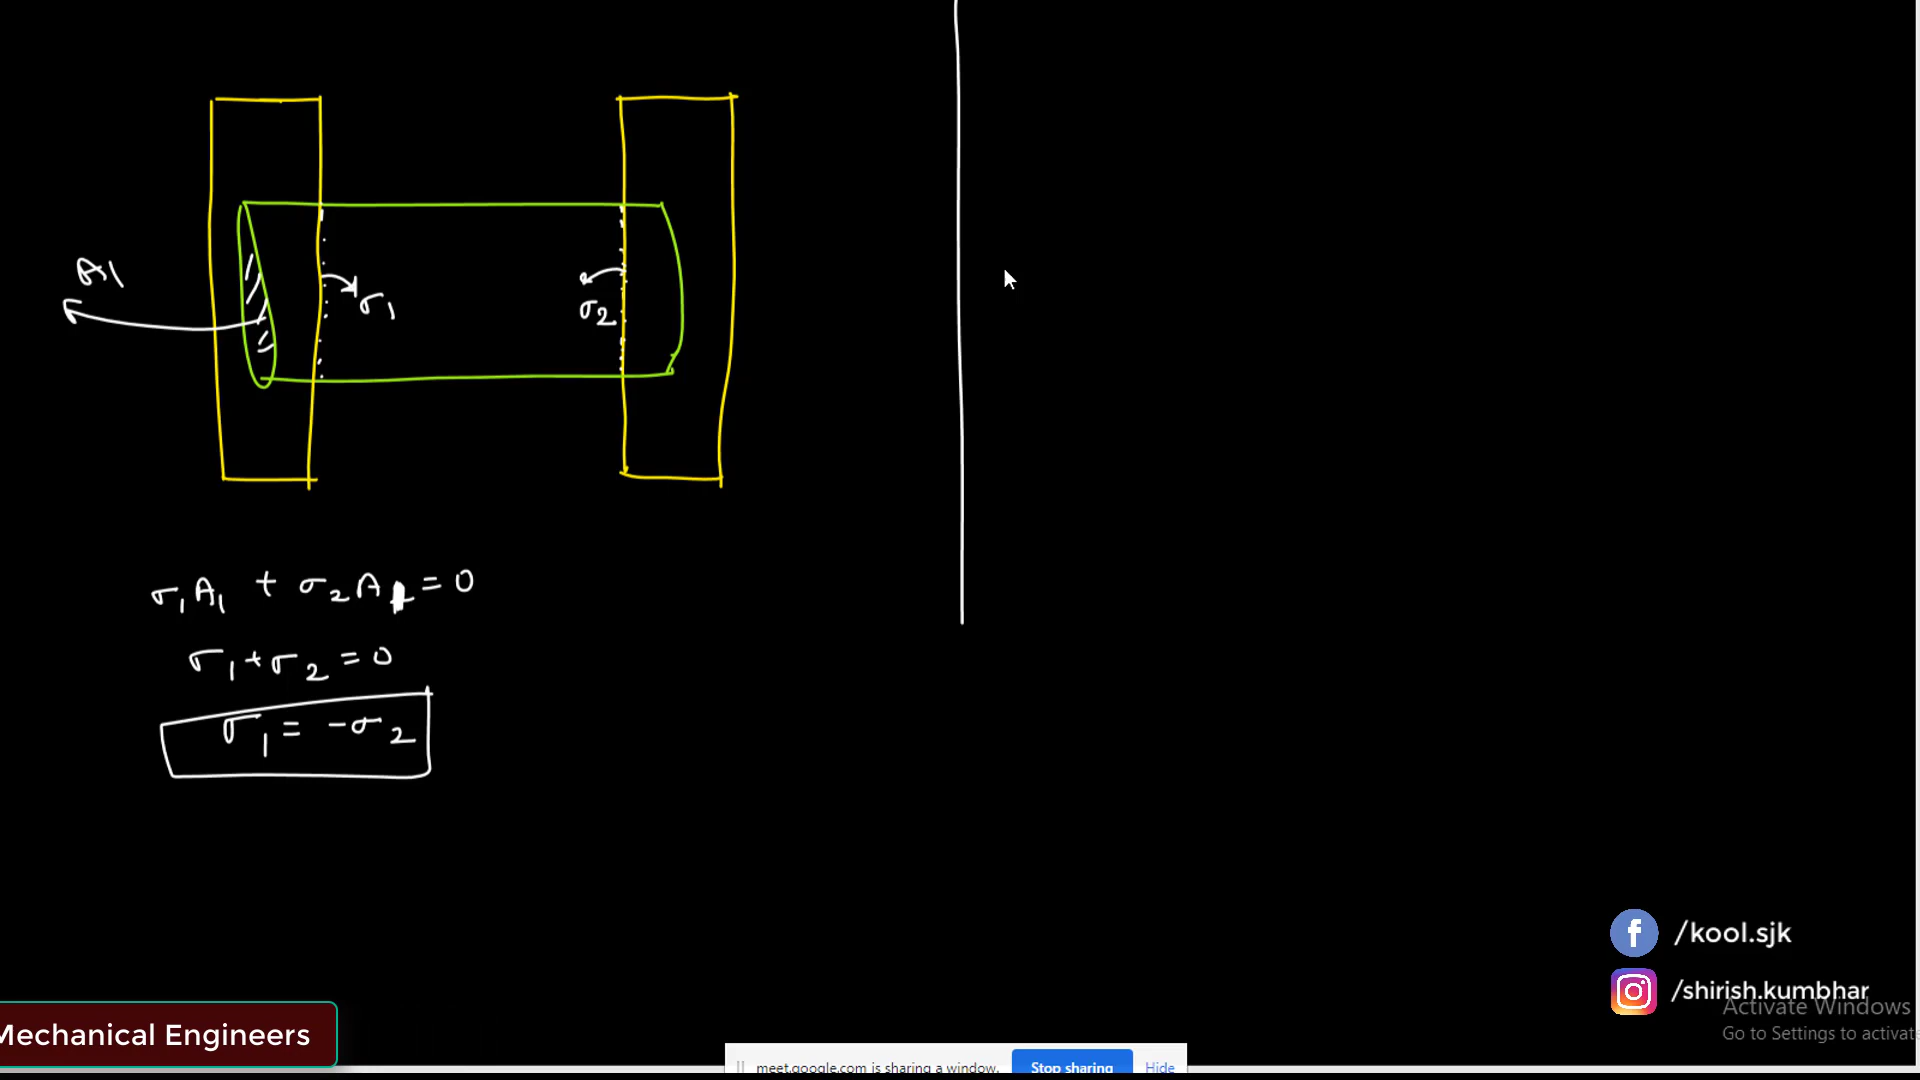 A1
σ1
σ2
σ1A1 + σ2A1 = 0
σ1+σ2 = 0
σ1 = -σ2
/kool.sjk
/shirish.kumbhar
Activate Windows
Go to Settings to activat
Mechanical Engineers
meet.google.com is sharing a window.
Stop sharing
Hide